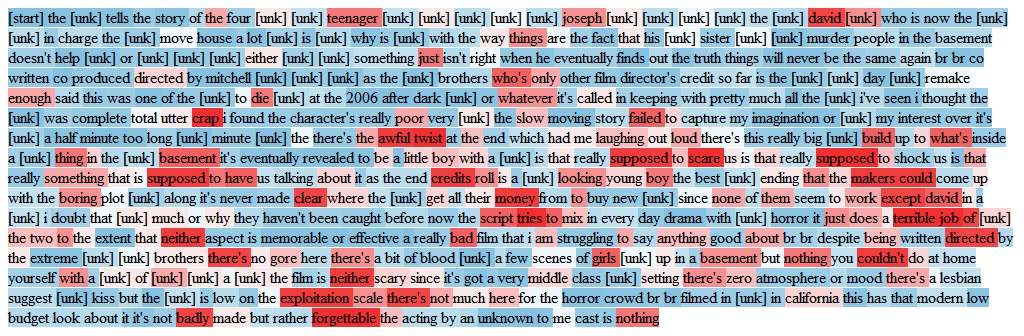 [start] [unk] tells the story of the four [unk] [unk] teenager [unk] [unk] [unk] [unk] [unk] joseph [unk] [unk] [unk] [unk] the [unk] david [unk] who is now the [unk]
[unk] in charge the [unk] move house a lot [unk] is [unk] why is [unk] with the way things are the fact that his [unk] sister [unk] [unk] murder people in the basement
doesn't help [unk] or [unk] [unk] [unk] either [unk] [unk] something just isn't right when he eventually finds out the truth things will never be the same again br br co
written co produced directed by mitchell [unk] [unk] [unk] as the [unk] brothers who's only other film director's credit so far is the [unk] [unk] day [unk] remake
enough said this was one of the [unk] to die [unk] at the 2006 after dark [unk] or whatever it's called in keeping with pretty much all the [unk] i've seen i thought the
[unk] was complete total utter crap i found the character's really poor very [unk] the slow moving story failed to capture my imagination or [unk] my interest over it's
[unk] a half minute too long [unk] minute [unk] the there's the awful twist at the end which had me laughing out loud there's this really big [unk] build up to what's inside
a [unk] thing in the [unk] basement it's eventually revealed to be a little boy with a [unk] is that really supposed to scare us is that really supposed to shock us is that
really something that is supposed to have us talking about it as the end credits roll is a [unk] looking young boy the best [unk] ending that the makers could come up
with the boring plot [unk] along it's never made clear where the [unk] get all their money from to buy new [unk] since none of them seem to work except david in a
[unk] i doubt that [unk] much or why they haven't been caught before now the script tries to mix in every day drama with [unk] horror it just does a terrible job of [unk]
the two to the extent that neither aspect is memorable or effective a really bad film that i am struggling to say anything good about br br despite being written directed by
the extreme [unk] [unk] brothers there's no gore here there's a bit of blood [unk] a few scenes of girls [unk] up in a basement but nothing you couldn't do at home
yourself with a [unk] of [unk] [unk] a [unk] the film is neither scary since it's got a very middle class [unk] setting there's zero atmosphere or mood there's a lesbian
suggest [unk] kiss but the [unk] is low on the exploitation scale there's not much here for the horror crowd br br filmed in [unk] in california this has that modern low
budget look about it it's not badly made but rather forgettable the acting by an unknown to me cast is nothing